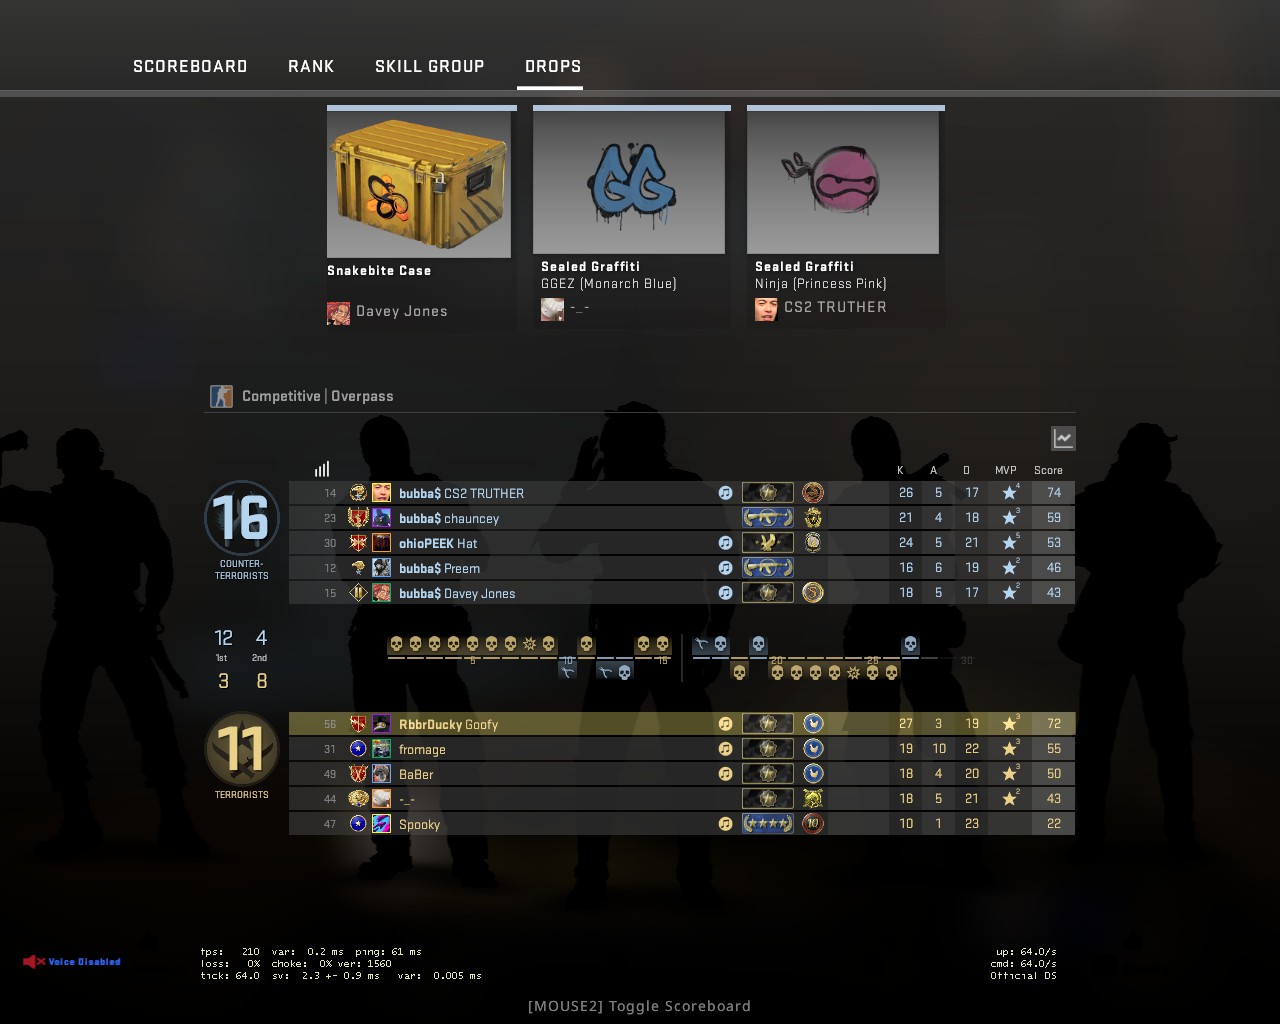 SCOREBOARD RANK SKILL GROUP DROPS
Snakebite Case
Davey Jones
Sealed Graffiti
GGEZ (Monarch Blue)
-_-
Sealed Graffiti
Ninja (Princess Pink)
CS2 TRUTHER
Competitive | Overpass
K A D MVP Score
16
COUNTER-
TERRORISTS
14 bubba$ CS2 TRUTHER 26 5 17 4 74
23 bubba$ chauncey 21 4 18 3 59
30 ohioPEEK Hat 24 5 21 5 53
12 bubba$ Preem 16 6 19 2 46
15 bubba$ Davey Jones 18 5 17 2 43
12 4
1st 2nd
3 8
5 10 15 20 25 30
11
TERRORISTS
56 RbbrDucky Goofy 27 3 19 3 72
31 fromage 19 10 22 3 55
49 BaBer 18 4 20 3 50
44 -_- 18 5 21 2 43
47 Spooky 10 1 23 22
Voice Disabled
fps: 210 var: 0.2 ms ping: 61 ms
loss: 0% choke: 0% ver: 1560
tick: 64.0 sv: 2.3 +- 0.9 ms var: 0.005 ms
up: 64.0/s
cmd: 64.0/s
Official DS
[MOUSE2] Toggle Scoreboard